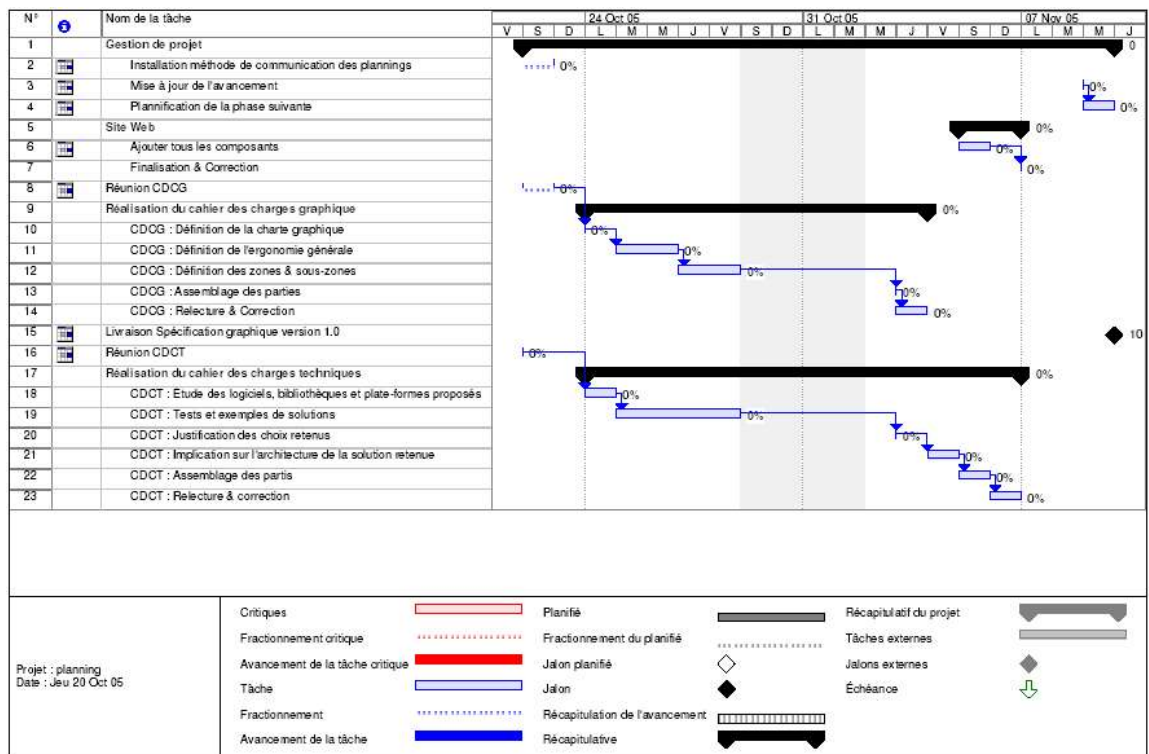 N° Nom de la tâche 24 Oct 05 31 Oct 05 07 Nov 05
V S D L M M J V S D L M M J V S D L M M J
1 Gestion de projet 0
2 Installation méthode de communication des plannings 0%
3 Mise à jour de l'avancement 0%
4 Plannification de la phase suivante 0%
5 Site Web 0%
6 Ajouter tous les composants 0%
7 Finalisation & Correction 0%
8 Réunion CDCG 0%
9 Réalisation du cahier des charges graphique 0%
10 CDCG : Définition de la charte graphique 0%
11 CDCG : Définition de l'ergonomie générale 0%
12 CDCG : Définition des zones & sous-zones 0%
13 CDCG : Assemblage des parties 0%
14 CDCG : Relecture & Correction 0%
15 Livraison Spécification graphique version 1.0 10
16 Réunion CDCT 0%
17 Réalisation du cahier des charges techniques 0%
18 CDCT : Etude des logiciels, bibliothèques et plate-formes proposés 0%
19 CDCT : Tests et exemples de solutions 0%
20 CDCT : Justification des choix retenus 0%
21 CDCT : Implication sur l'architecture de la solution retenue 0%
22 CDCT : Assemblage des partis 0%
23 CDCT : Relecture & correction 0%
Projet : planning
Date : Jeu 20 Oct 05
Critiques
Fractionnement critique
Avancement de la tâche critique
Tâche
Fractionnement
Avancement de la tâche
Planifié
Fractionnement du planifié
Jalon planifié
Jalon
Récapitulation de l'avancement
Récapitulative
Récapitulatif du projet
Tâches externes
Jalons externes
Échéance